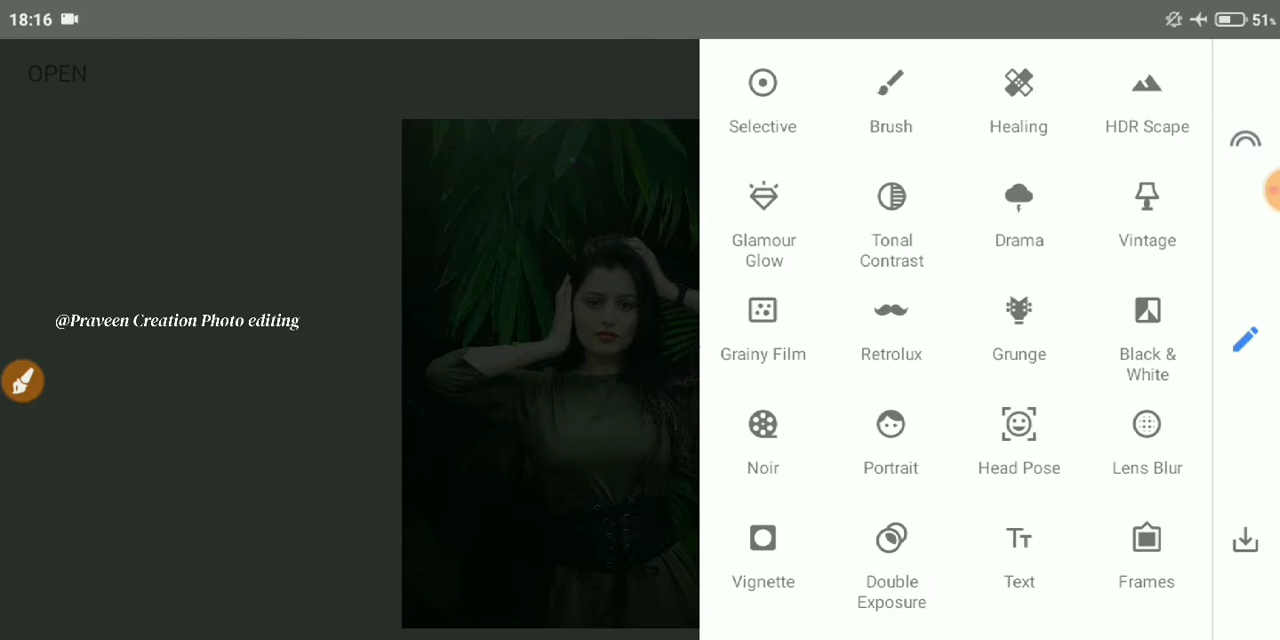 18:16
51%
OPEN
Selective
Brush
Healing
HDR Scape
Glamour
Glow
Tonal
Contrast
Drama
Vintage
@Praveen Creation Photo editing
Grainy Film
Retrolux
Grunge
Black &
White
Noir
Portrait
Head Pose
Lens Blur
Vignette
Double
Exposure
Text
Frames